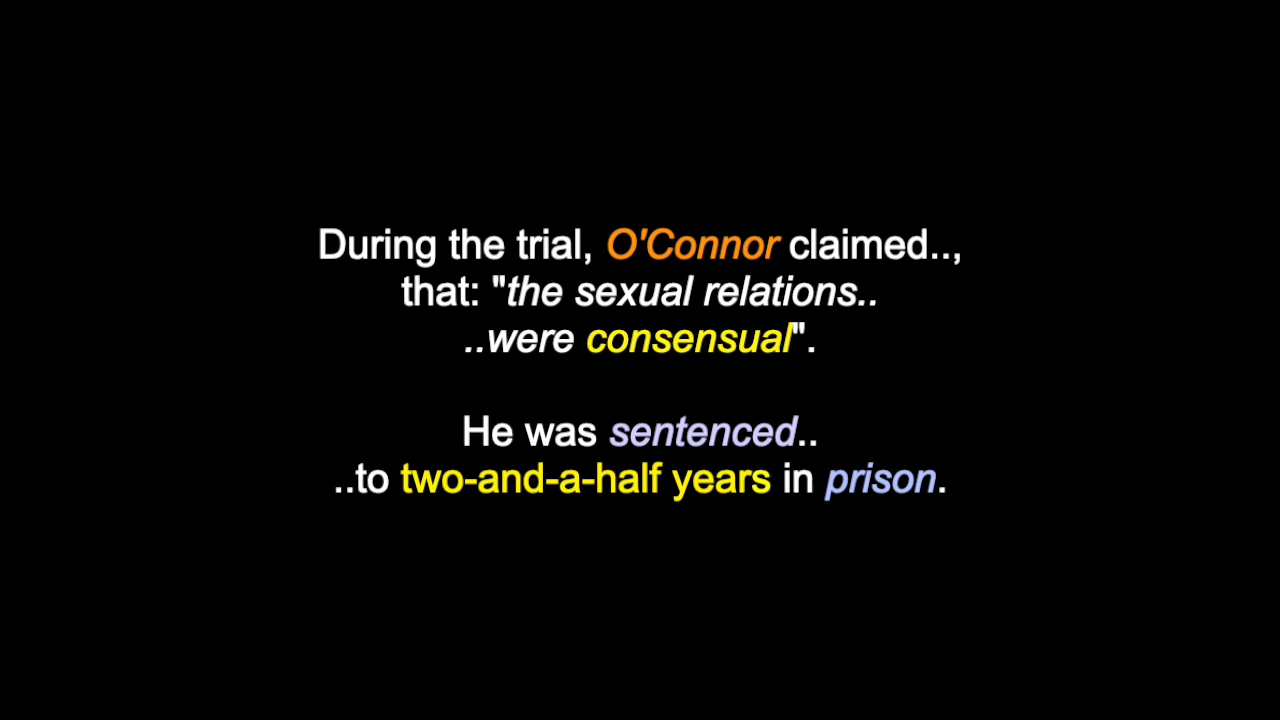 During the trial, O'Connor claimed..,
that: "the sexual relations..
..were consensual".
He was sentenced..
..to two-and-a-half years in prison.